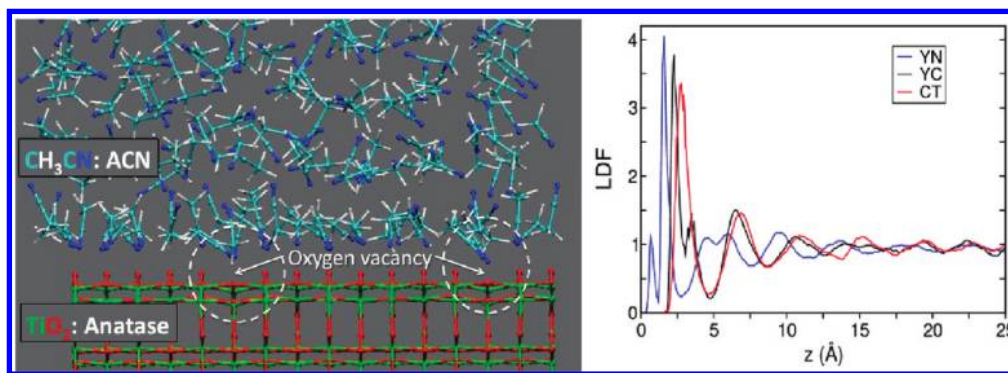 CH3CN: ACN
Oxygen vacancy
TiO2: Anatase
LDF
4
3
2
1
0
YN
YC
CT
0 5 10 15 20 25
z (Å)